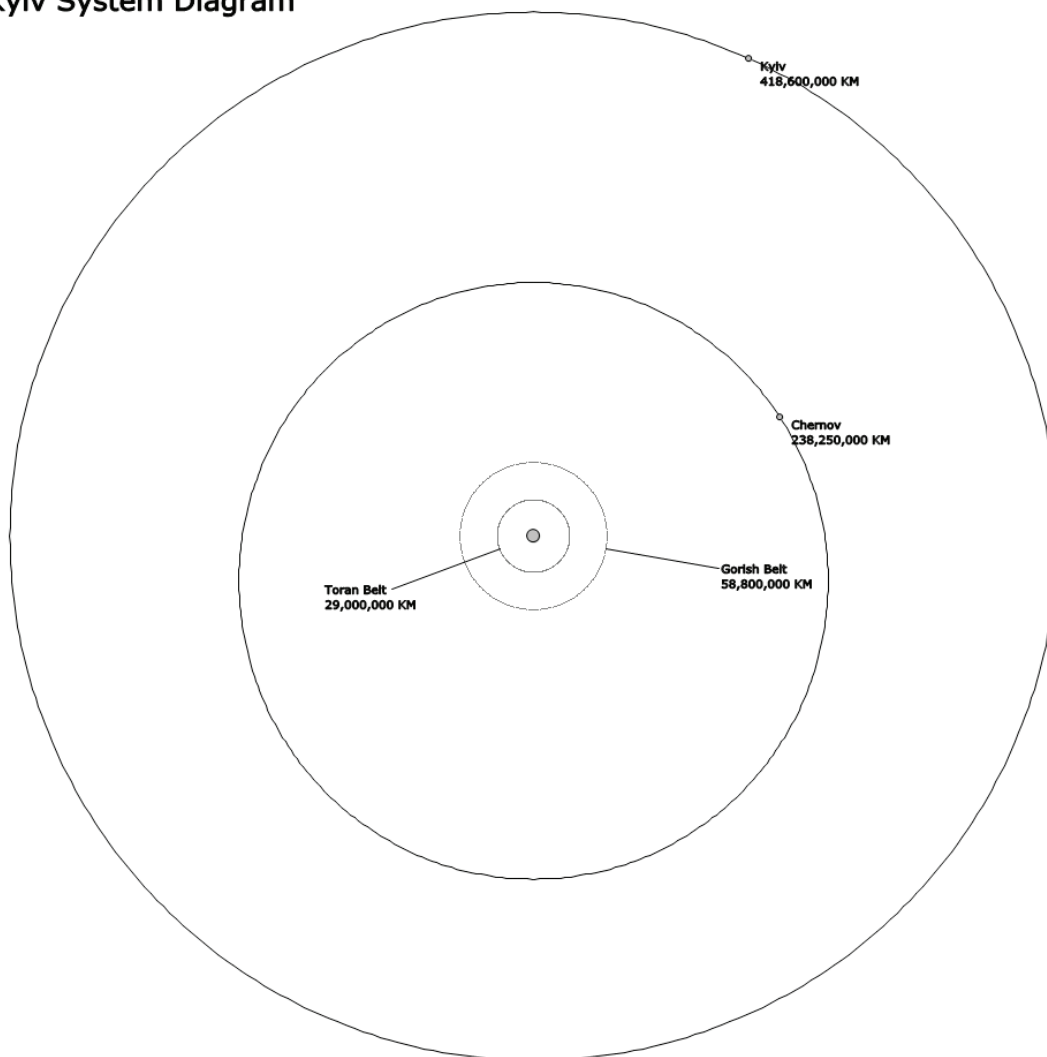 Kyiv System Diagram
Kyiv
418,600,000 KM
Chernov
238,250,000 KM
Gorish Belt
58,800,000 KM
Toran Belt
29,000,000 KM